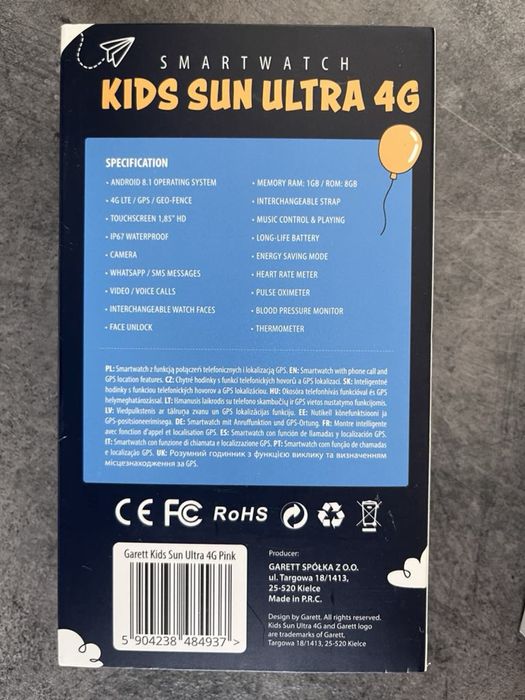 SMARTWATCH
KIDS SUN ULTRA 4G
SPECIFICATION
• ANDROID 8.1 OPERATING SYSTEM
• 4G LTE / GPS / GEO-FENCE
• TOUCHSCREEN 1,85" HD
• IP67 WATERPROOF
• CAMERA
• WHATSAPP / SMS MESSAGES
• VIDEO / VOICE CALLS
• INTERCHANGEABLE WATCH FACES
• FACE UNLOCK
• MEMORY RAM: 1GB / ROM: 8GB
• INTERCHANGEABLE STRAP
• MUSIC CONTROL & PLAYING
• LONG-LIFE BATTERY
• ENERGY SAVING MODE
• HEART RATE METER
• PULSE OXIMETER
• BLOOD PRESSURE MONITOR
• THERMOMETER
PL: Smartwatch z funkcją połączeń telefonicznych i lokalizacją GPS. EN: Smartwatch with phone call and
GPS location features. CZ: Chytré hodinky s funkcí telefonických hovorů a GPS lokalizací. SK: Inteligentné
hodinky s funkciou telefonických hovorov a GPS lokalizáciou. HU: Okosóra telefonhívás funkcióval és GPS
helymeghatározással. LT: Išmanusis laikrodis su telefono skambučių ir GPS vietos nustatymo funkcijomis.
LV: Viedpulkstenis ar tālruņa zvanu un GPS lokalizācijas funkciju. EE: Nutikell kõnefunktsiooni ja
GPS-positsioneerimisega. DE: Smartwatch mit Anruffunktion und GPS-Ortung. FR: Montre intelligente
avec fonction d'appel et localisation GPS. ES: Smartwatch con función de llamadas y localización GPS.
IT: Smartwatch con funzione di chiamata e localizzazione GPS. PT: Smartwatch com função de chamadas
e localização GPS. UK: Розумний годинник з функцією виклику та визначенням
місцезнаходження за GPS.
CE FC RoHS
Garett Kids Sun Ultra 4G Pink
5 904238 484937 >
Producer:
GARETT SPÓŁKA Z O.O.
ul. Targowa 18/1413,
25-520 Kielce
Made in P.R.C.
Design by Garett. All rights reserved.
Kids Sun Ultra 4G and Garett logo
are trademarks of Garett,
Targowa 18/1413, 25-520 Kielce